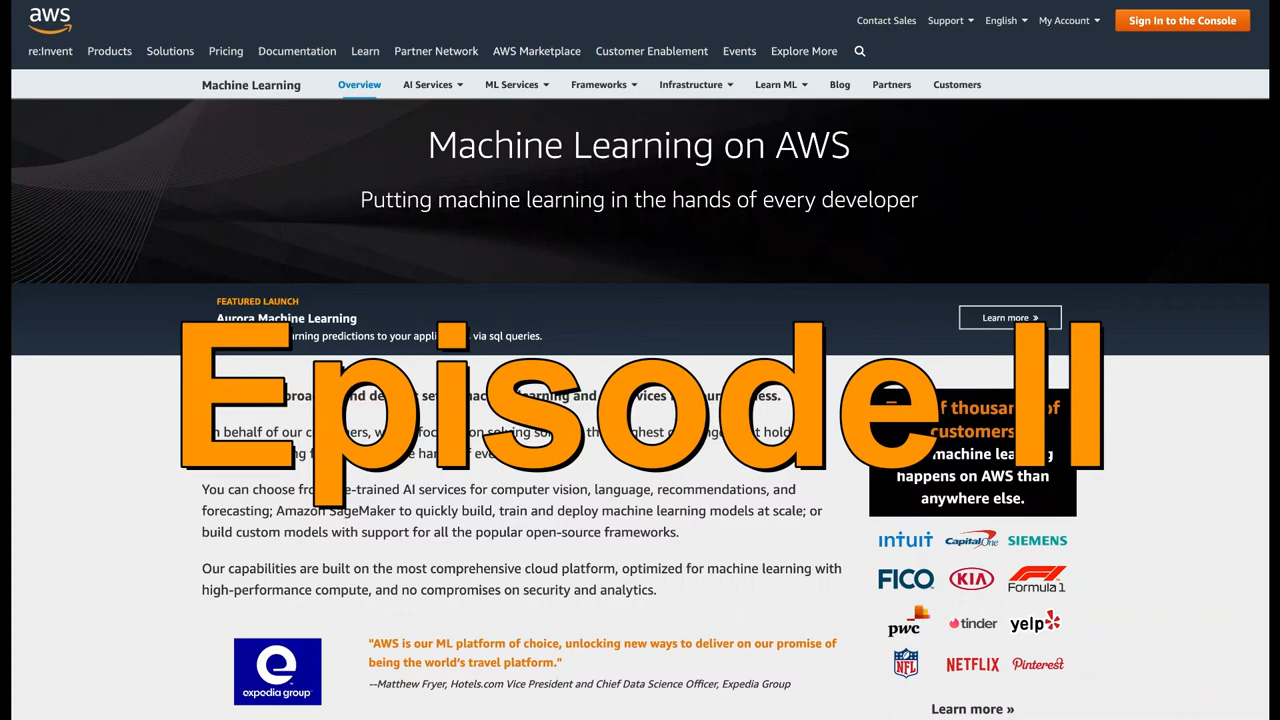 aws
Contact Sales Support English My Account Sign In to the Console
re:Invent Products Solutions Pricing Documentation Learn Partner Network AWS Marketplace Customer Enablement Events Explore More
Machine Learning Overview AI Services ML Services Frameworks Infrastructure Learn ML Blog Partners Customers
Machine Learning on AWS
Putting machine learning in the hands of every developer
FEATURED LAUNCH
Aurora Machine Learning
Learn more »
predictions to your via sql queries.
Episode II
and
of
customers
machine
happens on AWS than
anywhere else.
You can choose AI services for computer vision, language, recommendations, and
forecasting; Amazon SageMaker to quickly build, train and deploy machine learning models at scale; or
build custom models with support for all the popular open-source frameworks.
Our capabilities are built on the most comprehensive cloud platform, optimized for machine learning with
high-performance compute, and no compromises on security and analytics.
intuit Capital One SIEMENS
FICO KIA Formula 1
pwc tinder yelp
NFL NETFLIX Pinterest
Learn more »
e
expedia group
"AWS is our ML platform of choice, unlocking new ways to deliver on our promise of
being the world's travel platform."
--Matthew Fryer, Hotels.com Vice President and Chief Data Science Officer, Expedia Group